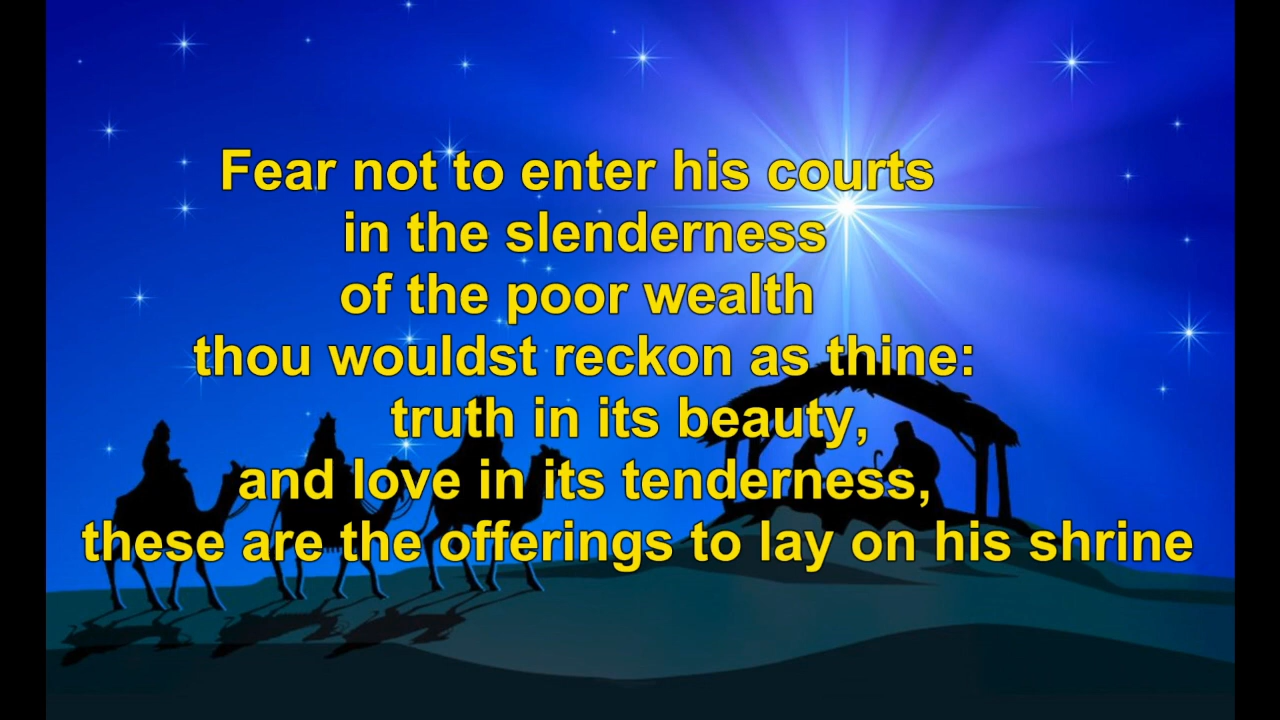 Fear not to enter his courts
in the slenderness
of the poor wealth
thou wouldst reckon as thine:
truth in its beauty,
and love in its tenderness,
these are the offerings to lay on his shrine